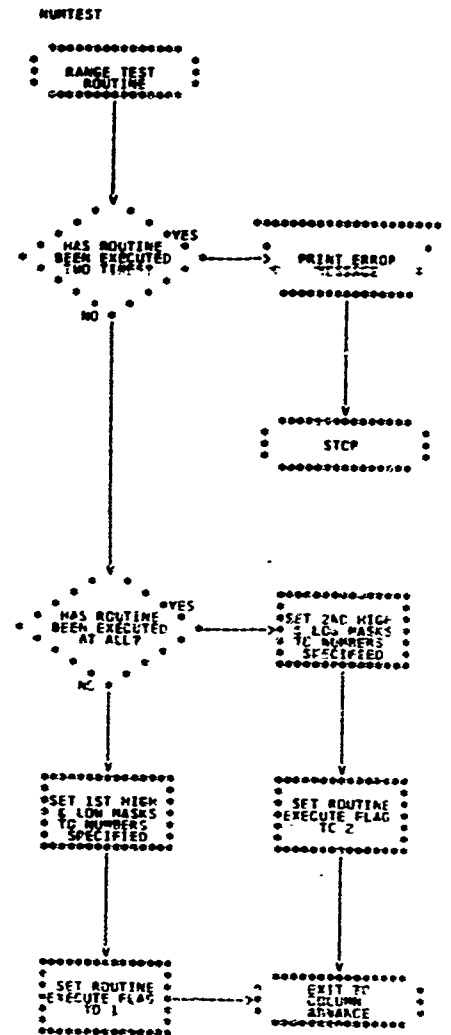 NUMTEST
RANGE TEST
ROUTINE
HAS ROUTINE
BEEN EXECUTED
TWO TIMES?
YES
NO
PRINT ERROR
MESSAGE
STOP
HAS ROUTINE
BEEN EXECUTED
AT ALL?
YES
NO
SET 2ND HIGH
& LOW MASKS
TO NUMBERS
SPECIFIED
SET 1ST HIGH
& LOW MASKS
TO NUMBERS
SPECIFIED
SET ROUTINE
EXECUTE FLAG
TO 2
SET ROUTINE
EXECUTE FLAG
TO 1
EXIT TO
COLUMN
ADVANCE